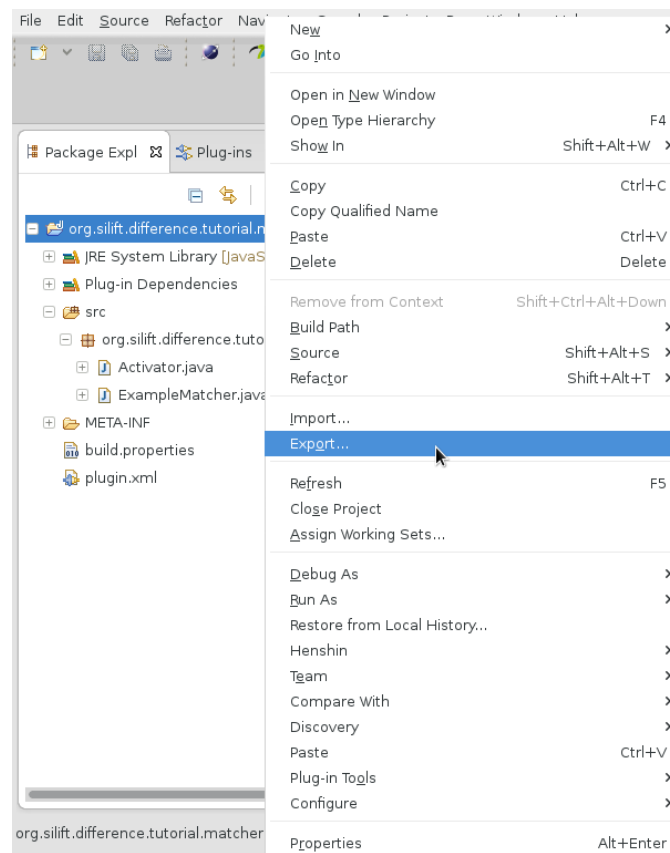 File Edit Source Refactor
New
Go Into
Open in New Window
Open Type Hierarchy F4
Show In Shift+Alt+W
Package Expl Plug-ins
Copy Ctrl+C
Copy Qualified Name
Paste Ctrl+V
Delete Delete
org.silift.difference.tutorial.m
JRE System Library [JavaS
Plug-in Dependencies
src
org.silift.difference.tuto
Activator.java
ExampleMatcher.java
META-INF
build.properties
plugin.xml
Remove from Context Shift+Ctrl+Alt+Down
Build Path
Source Shift+Alt+S
Refactor Shift+Alt+T
Import...
Export...
Refresh F5
Close Project
Assign Working Sets...
Debug As
Run As
Restore from Local History...
Henshin
Team
Compare With
Discovery
Paste Ctrl+V
Plug-in Tools
Configure
Properties Alt+Enter
org.silift.difference.tutorial.matcher